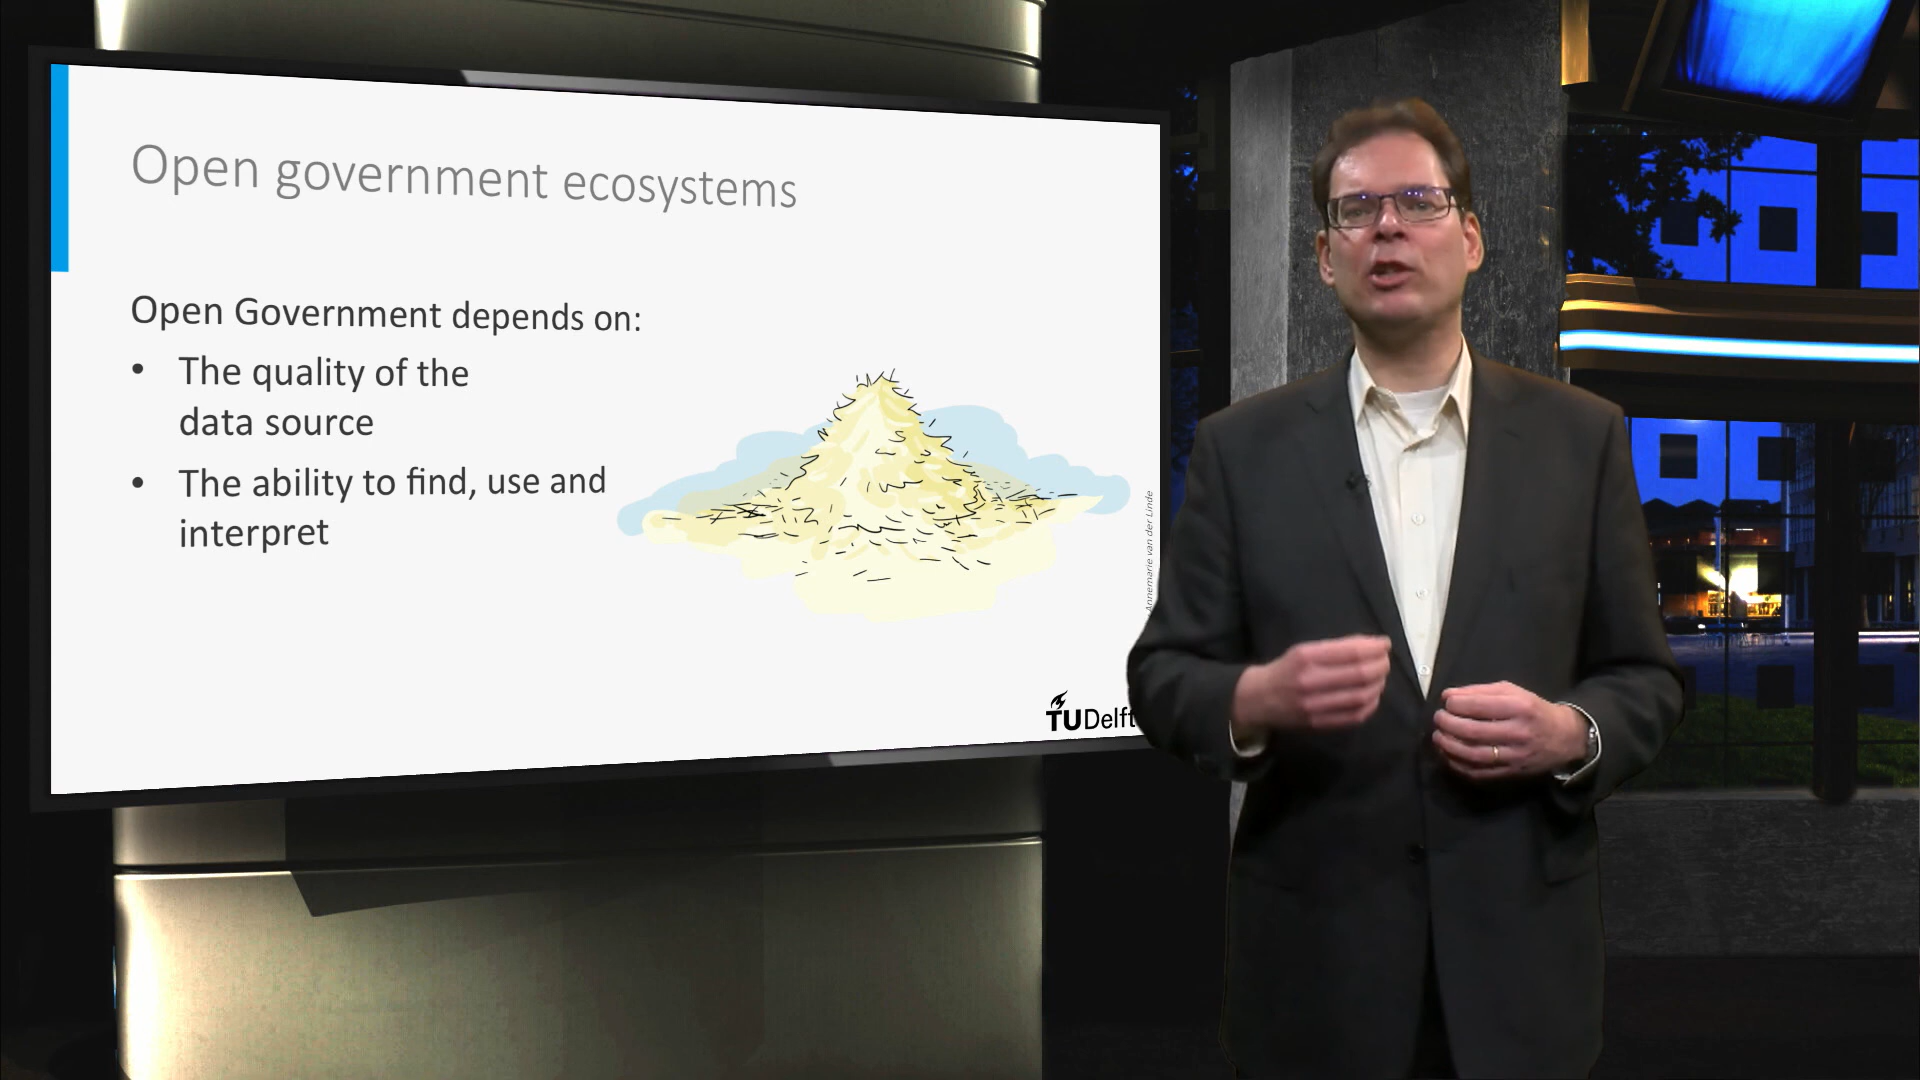 Open government ecosystems
Open Government depends on:
• The quality of the
data source
• The ability to find, use and
interpret
Annemarie van der Linde
TUDelft